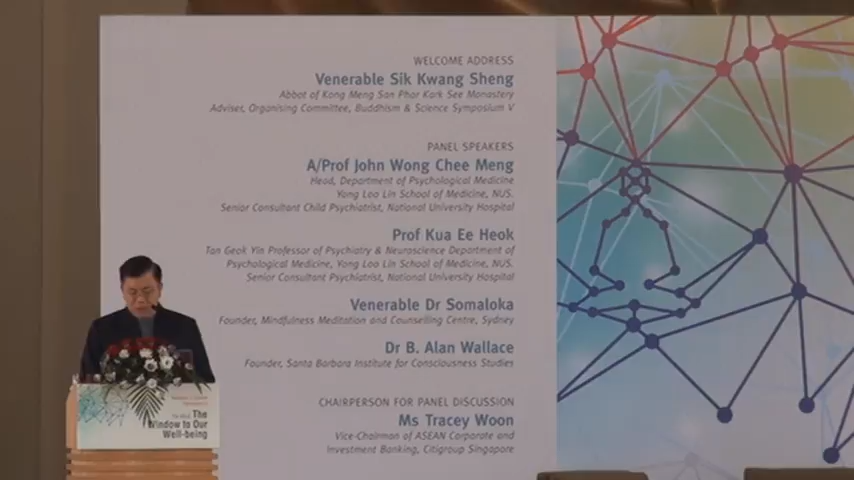 WELCOME ADDRESS
Venerable Sik Kwang Sheng
Abbot of Kong Meng San Phor Kark See Monastery
Adviser, Organising Committee, Buddhism & Science Symposium V
PANEL SPEAKERS
A/Prof John Wong Chee Meng
Head, Department of Psychological Medicine
Yong Loo Lin School of Medicine, NUS.
Senior Consultant Child Psychiatrist, National University Hospital
Prof Kua Ee Heok
Tan Geok Yin Professor of Psychiatry & Neuroscience Department of
Psychological Medicine, Yong Loo Lin School of Medicine, NUS.
Senior Consultant Psychiatrist, National University Hospital
Venerable Dr Somaloka
Founder, Mindfulness Meditation and Counselling Centre, Sydney
Dr B. Alan Wallace
Founder, Santa Barbara Institute for Consciousness Studies
CHAIRPERSON FOR PANEL DISCUSSION
Ms Tracey Woon
Vice-Chairman of ASEAN Corporate and
Investment Banking, Citigroup Singapore
The
Window to Our
Well-being